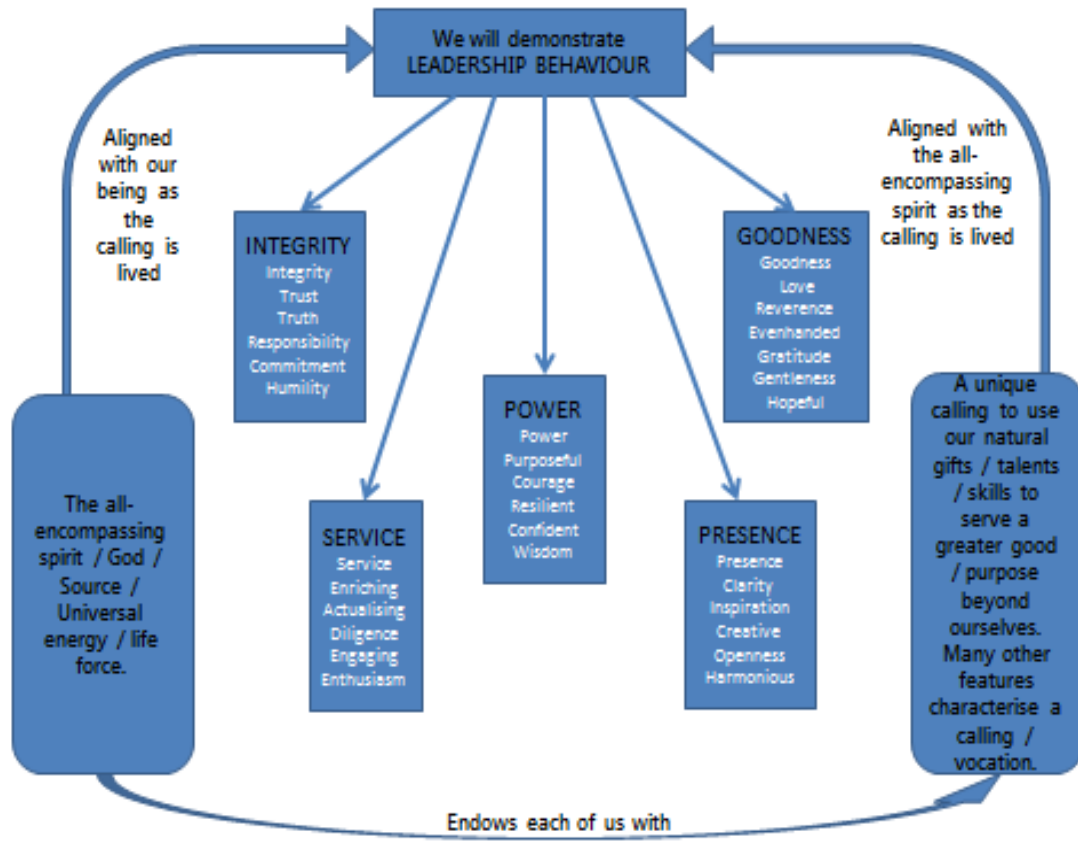 We will demonstrate
LEADERSHIP BEHAVIOUR
Aligned
with our
being as
the
calling is
lived
Aligned with
the all-
encompassing
spirit as the
calling is lived
INTEGRITY
Integrity
Trust
Truth
Responsibility
Commitment
Humility
GOODNESS
Goodness
Love
Reverence
Evenhanded
Gratitude
Gentleness
Hopeful
POWER
Power
Purposeful
Courage
Resilient
Confident
Wisdom
SERVICE
Service
Enriching
Actualising
Diligence
Engaging
Enthusiasm
PRESENCE
Presence
Clarity
Inspiration
Creative
Openness
Harmonious
The all-
encompassing
spirit / God /
Source /
Universal
energy / life
force.
A unique
calling to use
our natural
gifts / talents
/ skills to
serve a
greater good
/ purpose
beyond
ourselves.
Many other
features
characterise a
calling /
vocation.
Endows each of us with